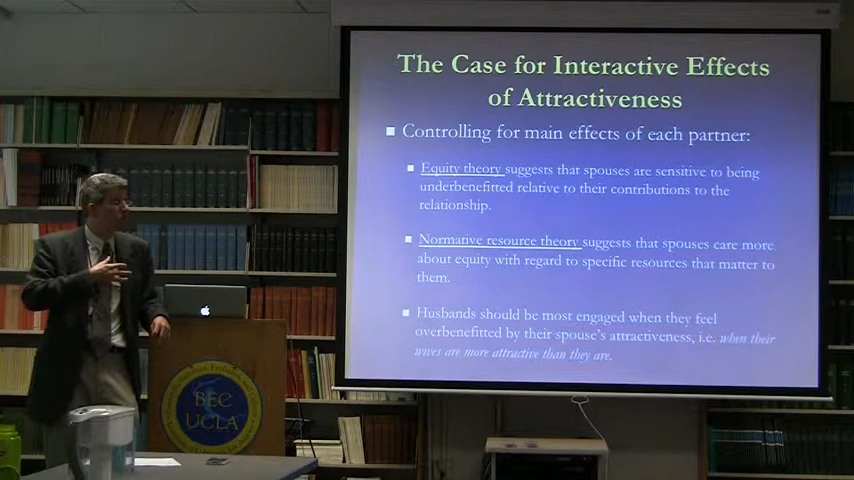 The Case for Interactive Effects
of Attractiveness
Controlling for main effects of each partner:
Equity theory suggests that spouses are sensitive to being
underbenefitted relative to their contributions to the
relationship.
Normative resource theory suggests that spouses care more
about equity with regard to specific resources that matter to
them.
Husbands should be most engaged when they feel
overbenefitted by their spouse's attractiveness, i.e. when their
wives are more attractive than they are.
BEC
UCLA